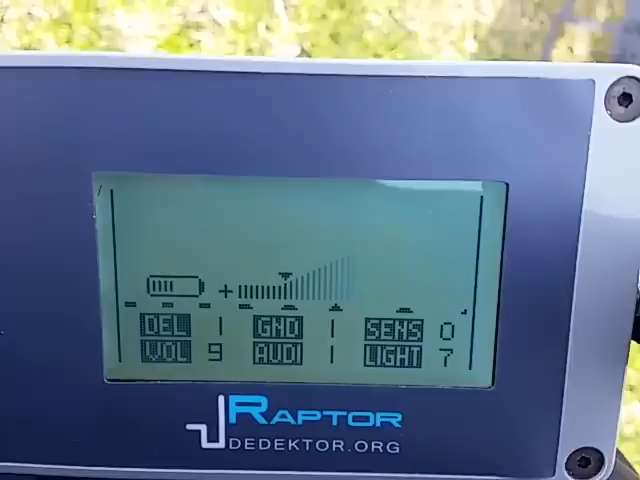 +
DEL 1 GND 1 SENS 0
VOL 9 AUDI 1 LIGHT 7
RAPTOR
DEDEKTOR.ORG